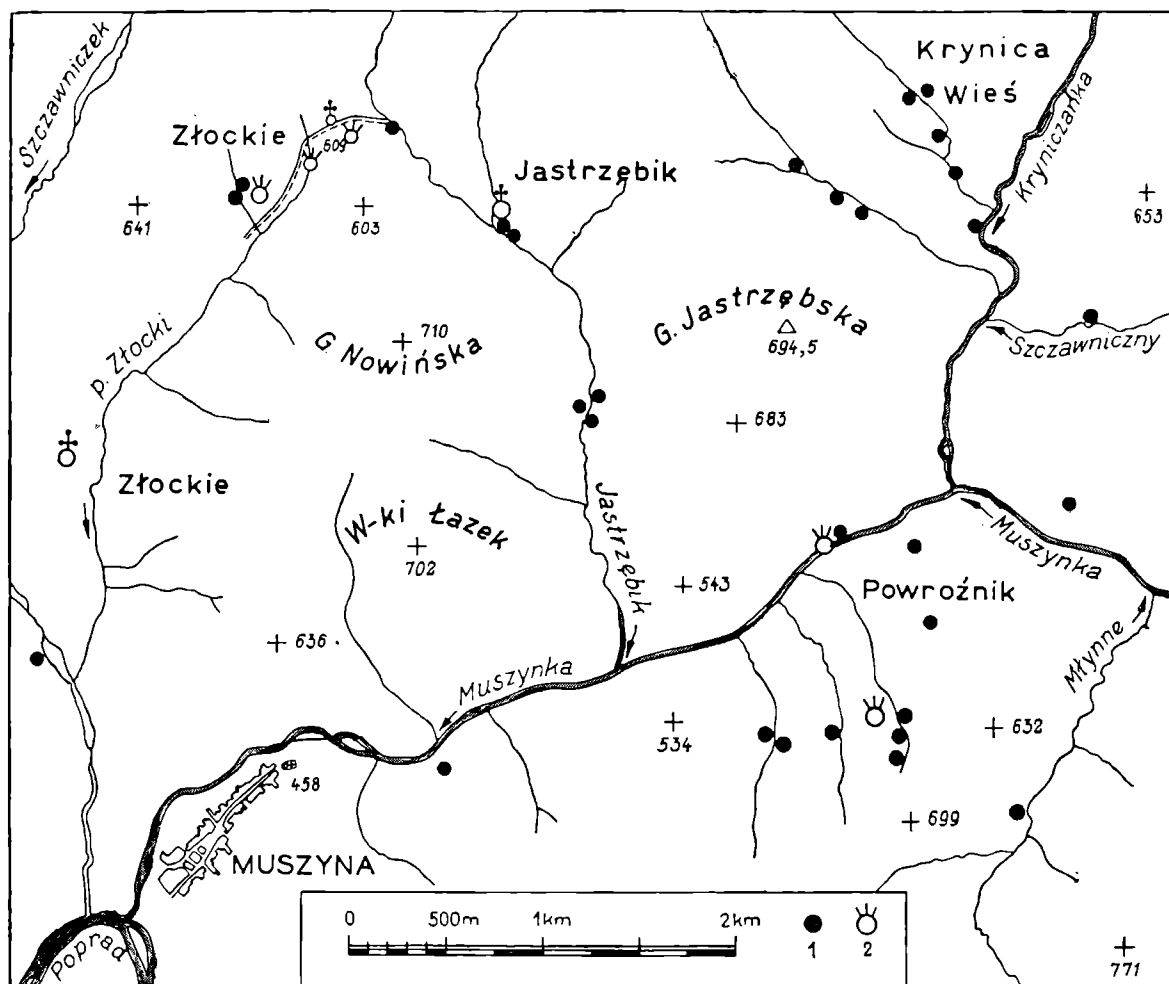 Szczawniczek
Krynica
Wieś
Kryniczanka
Złockie
609
Jastrzębik
641
603
653
G. Jastrzębska
694,5
710
G. Nowińska
Szczawniczny
p. Złocki
683
Złockie
W-ki Łazek
702
Jastrzębik
Muszynka
543
Powroźnik
636
Młynne
Muszynka
534
632
458
699
MUSZYNA
0 500m 1km 2km
1 2
Poprad
771